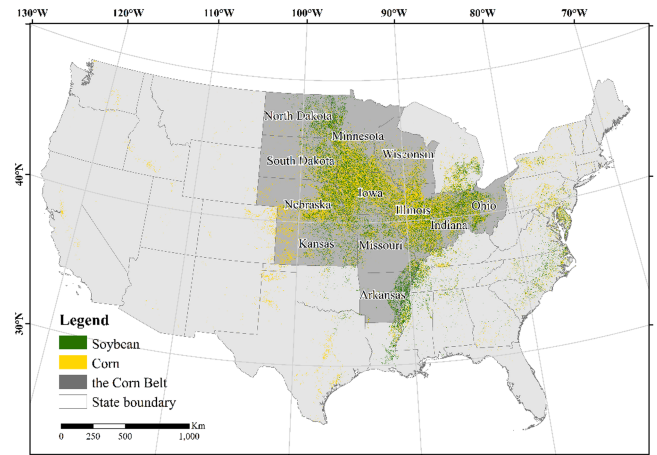 130°W 120°W 110°W 100°W 90°W 80°W 70°W
North Dakota
Minnesota
Wisconsin
South Dakota
Iowa
Nebraska
Illinois
Ohio
Indiana
Kansas
Missouri
Arkansas
40°N
30°N
Legend
Soybean
Corn
the Corn Belt
State boundary
Km
0 250 500 1,000